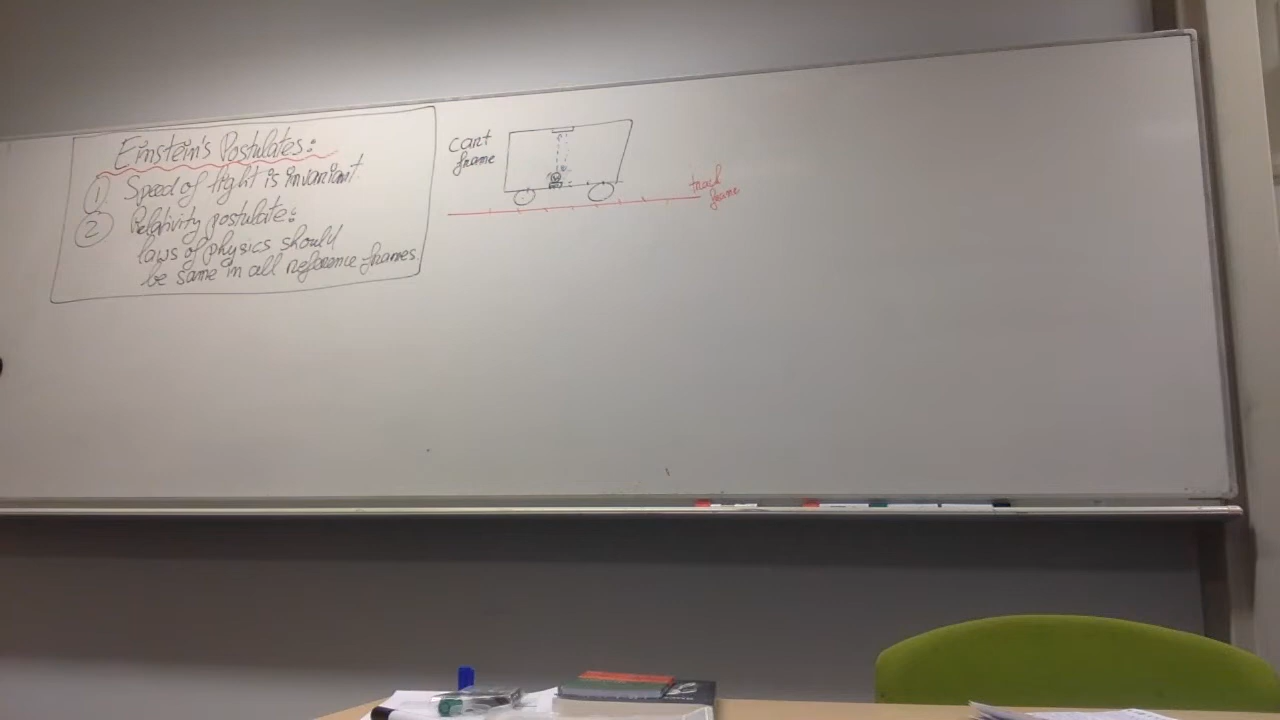 Einstein's Postulates:
1 Speed of light is invariant.
2 Relativity postulate:
laws of physics should
be same in all reference frames.
cart
frame
track
frame